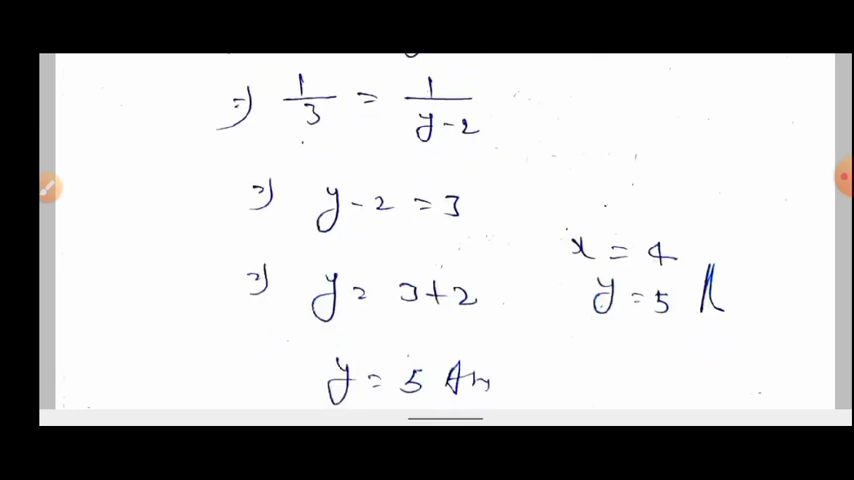 => 1/3 = 1/(y-2)
=> y-2 = 3
=> y = 3+2
y = 5 Ans
x = 4
y = 5